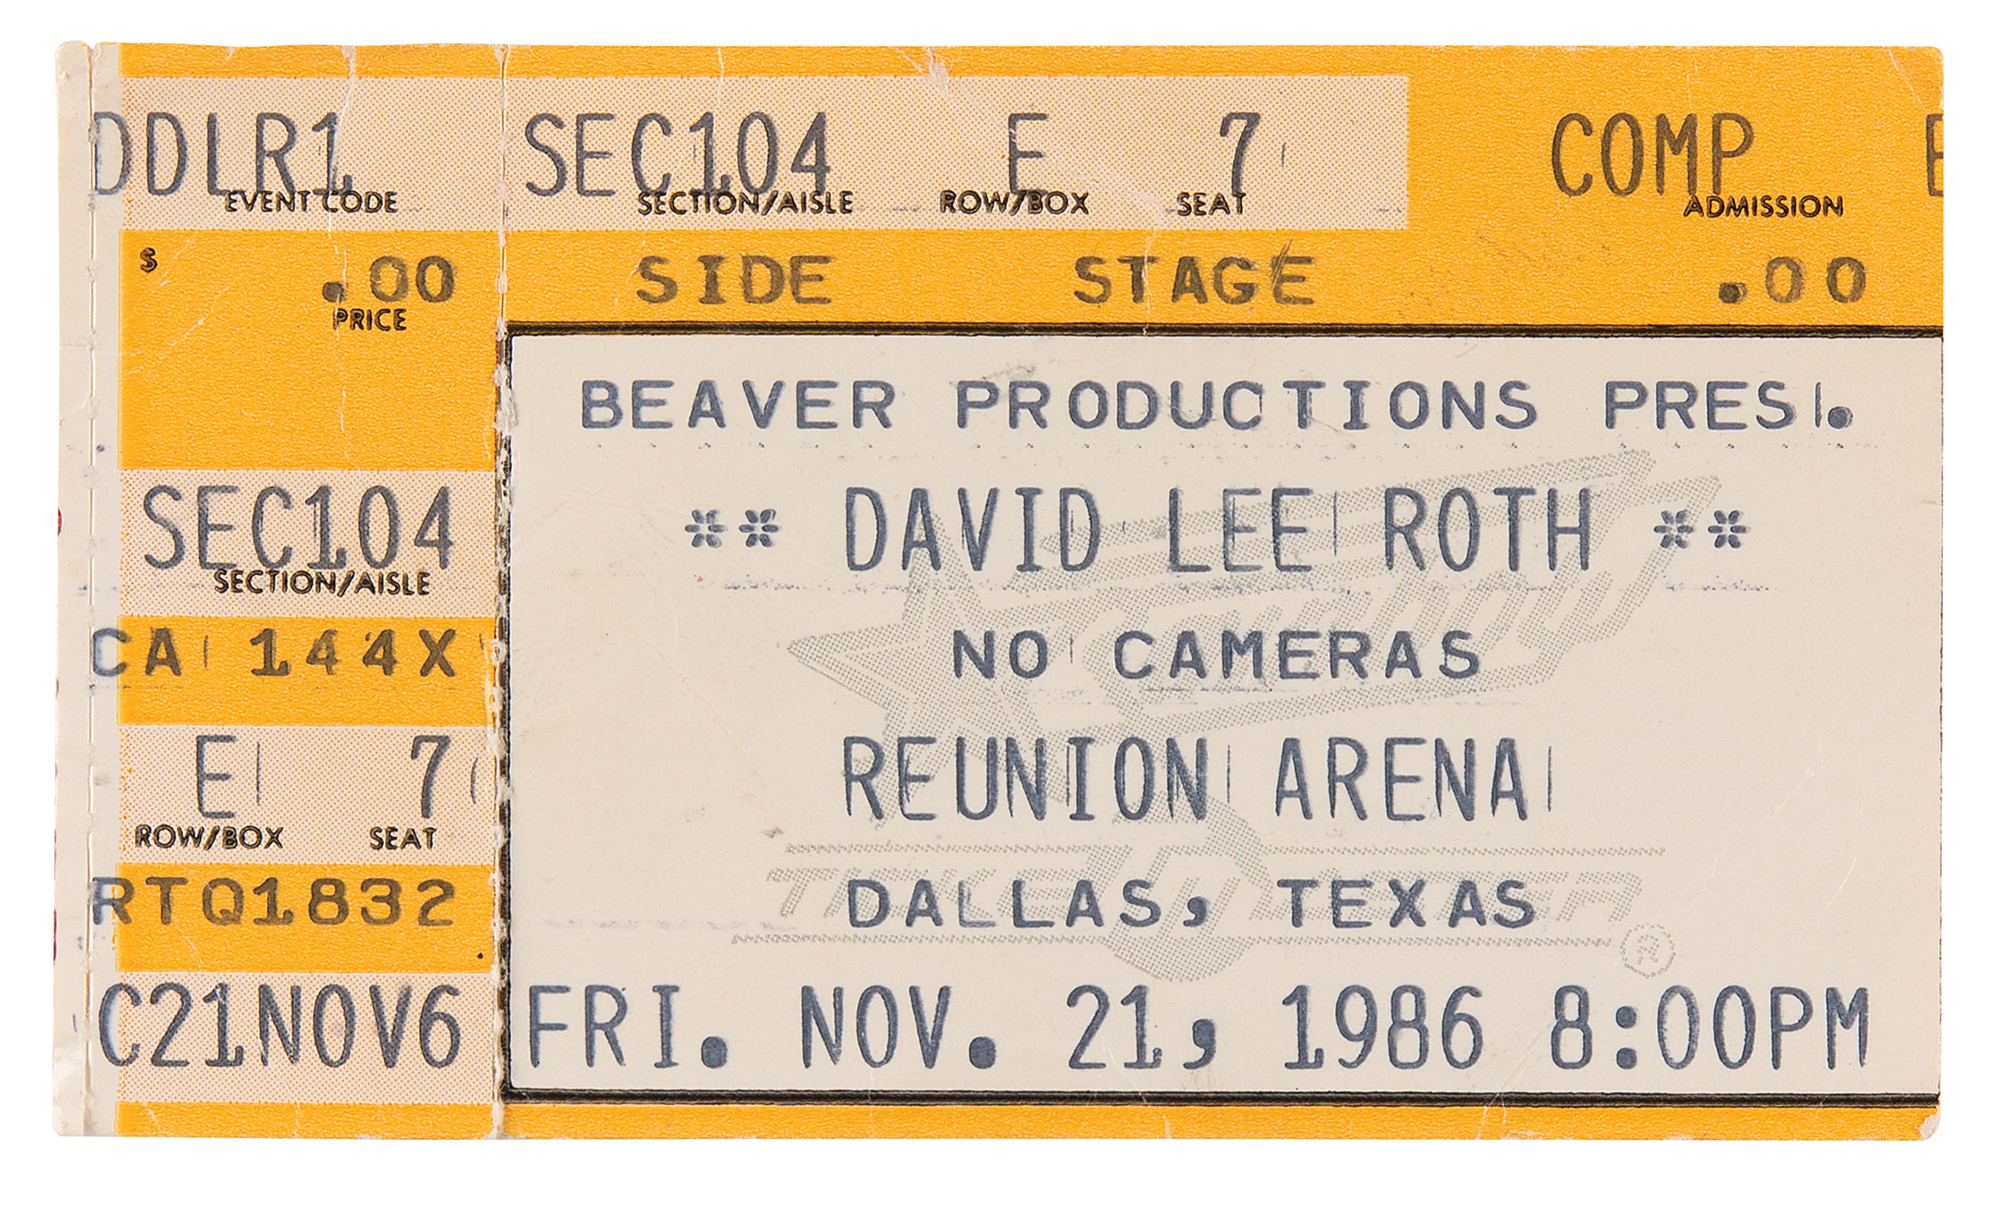 DDLR1 SEC104 E 7 COMP
EVENT CODE SECTION/AISLE ROW/BOX SEAT ADMISSION
$ .00 SIDE STAGE .00
PRICE
BEAVER PRODUCTIONS PRES.
** DAVID LEE ROTH **
NO CAMERAS
REUNION ARENA
DALLAS, TEXAS
FRI. NOV. 21, 1986 8:00PM
SEC104
SECTION/AISLE
CA 144X
E 7
ROW/BOX SEAT
RTQ1832
C21NOV6